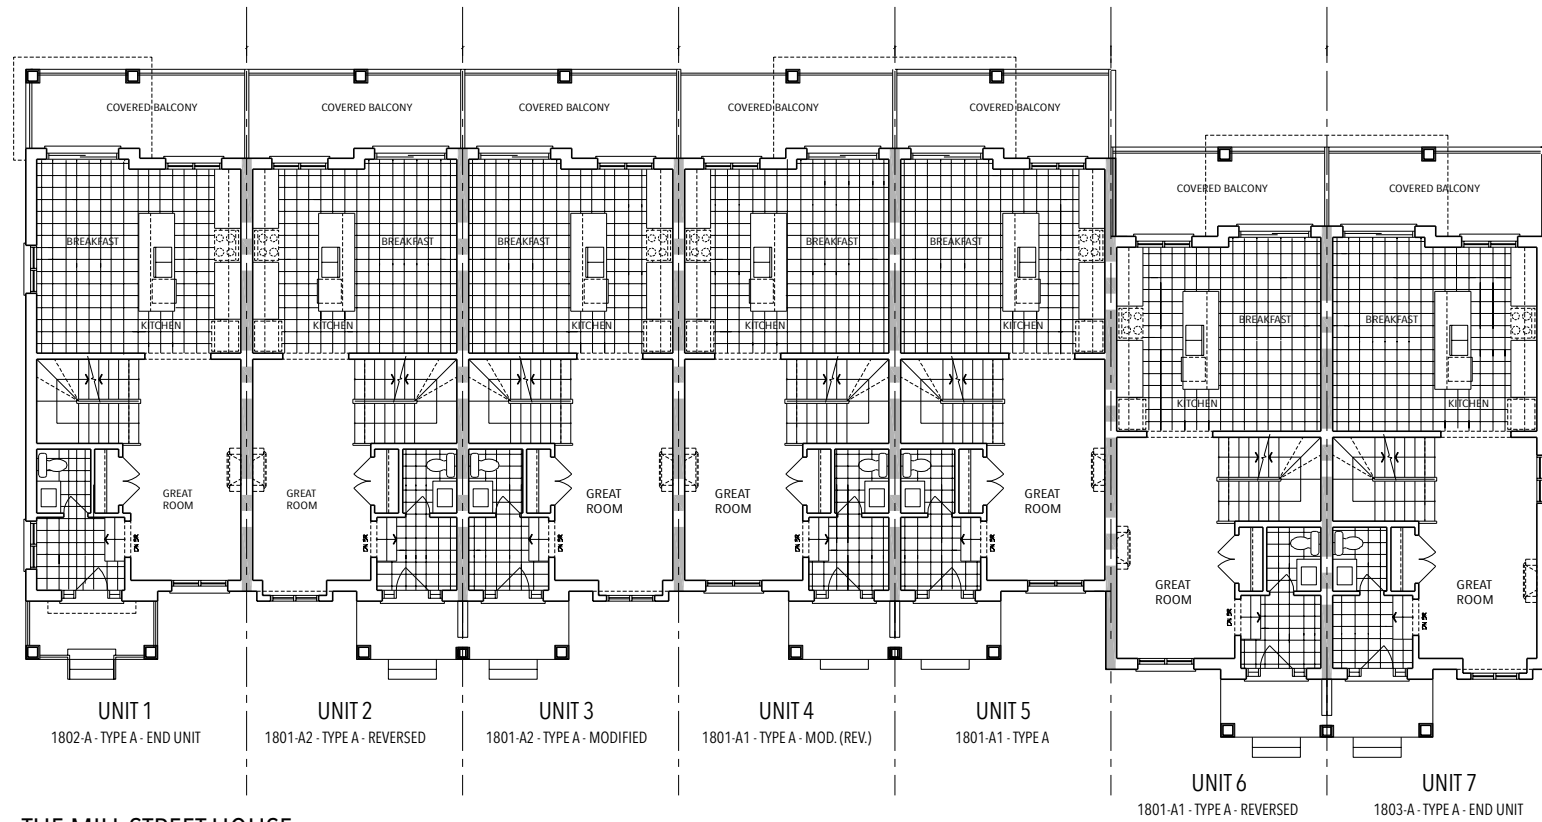 COVERED BALCONY
COVERED BALCONY
COVERED BALCONY
COVERED BALCONY
COVERED BALCONY
COVERED BALCONY
COVERED BALCONY
BREAKFAST
BREAKFAST
BREAKFAST
BREAKFAST
BREAKFAST
BREAKFAST
BREAKFAST
KITCHEN
KITCHEN
KITCHEN
KITCHEN
KITCHEN
KITCHEN
KITCHEN
GREAT
ROOM
GREAT
ROOM
GREAT
ROOM
GREAT
ROOM
GREAT
ROOM
GREAT
ROOM
GREAT
ROOM
UNIT 1
1802-A - TYPE A - END UNIT
UNIT 2
1801-A2 - TYPE A - REVERSED
UNIT 3
1801-A2 - TYPE A - MODIFIED
UNIT 4
1801-A1 - TYPE A - MOD. (REV.)
UNIT 5
1801-A1 - TYPE A
UNIT 6
1801-A1 - TYPE A - REVERSED
UNIT 7
1803-A - TYPE A - END UNIT
THE MILL STREET HOUSE